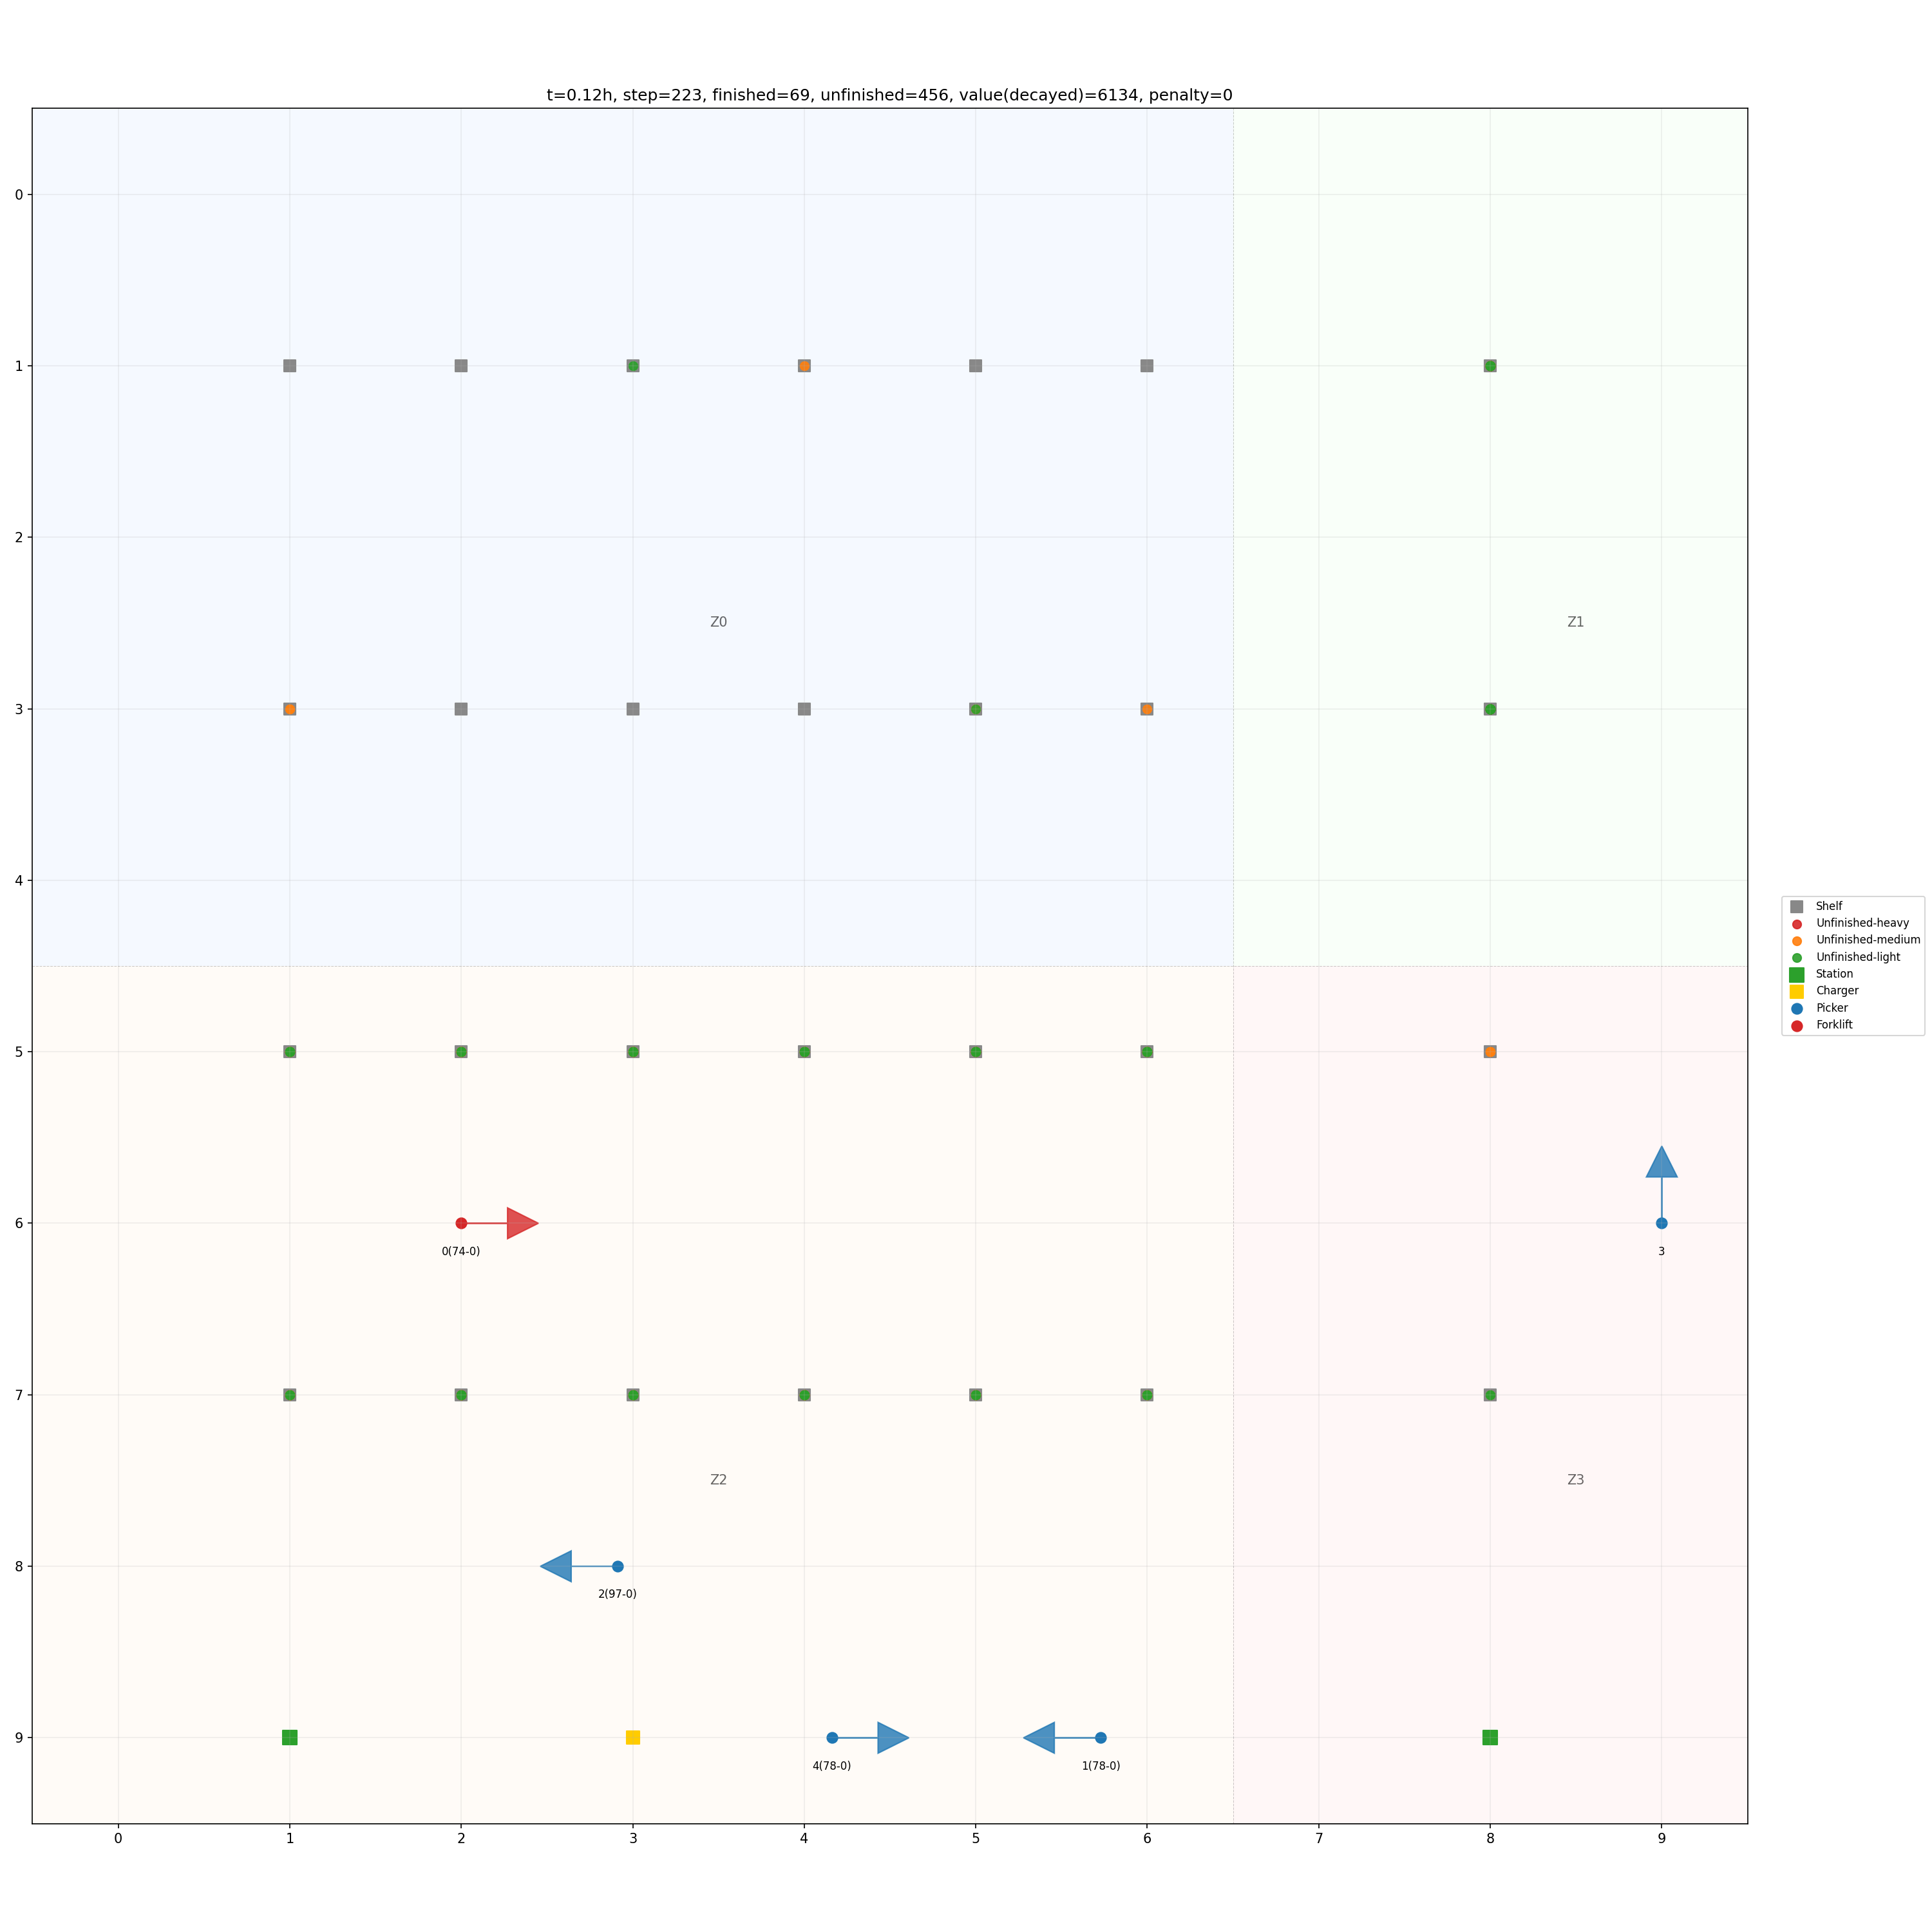 t=0.12h, step=223, finished=69, unfinished=456, value(decayed)=6134, penalty=0
0
1
2
Z0
Z1
3
4
Shelf
Unfinished-heavy
Unfinished-medium
Unfinished-light
Station
Charger
Picker
Forklift
5
6
0(74-0)
3
7
Z2
Z3
8
2(97-0)
9
4(78-0)
1(78-0)
0 1 2 3 4 5 6 7 8 9